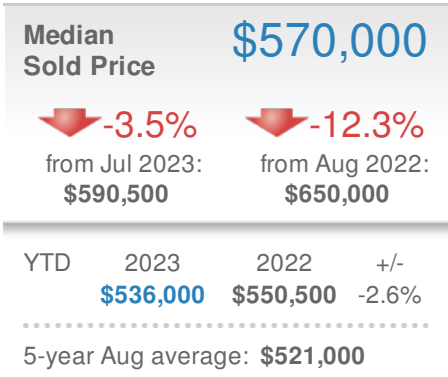 Median
Sold Price
$570,000
-3.5%
from Jul 2023:
$590,500
-12.3%
from Aug 2022:
$650,000
YTD 2023 2022 +/-
$536,000 $550,500 -2.6%
5-year Aug average: $521,000